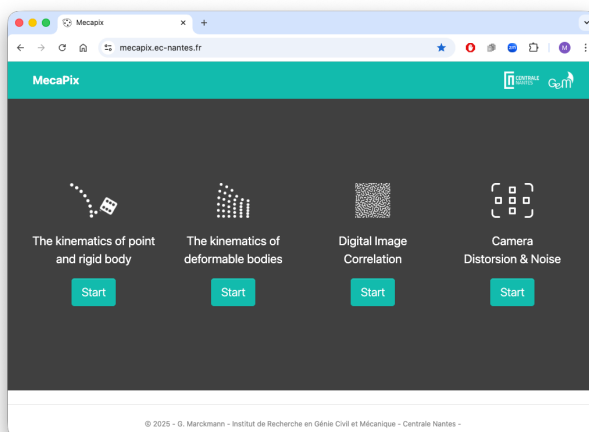 Mecapix
mecapix.ec-nantes.fr
M
MecaPix
CENTRALE
NANTES
GeM
The kinematics of point
and rigid body
Start
The kinematics of
deformable bodies
Start
Digital Image
Correlation
Start
Camera
Distorsion & Noise
Start
© 2025 - G. Marckmann - Institut de Recherche en Génie Civil et Mécanique - Centrale Nantes -